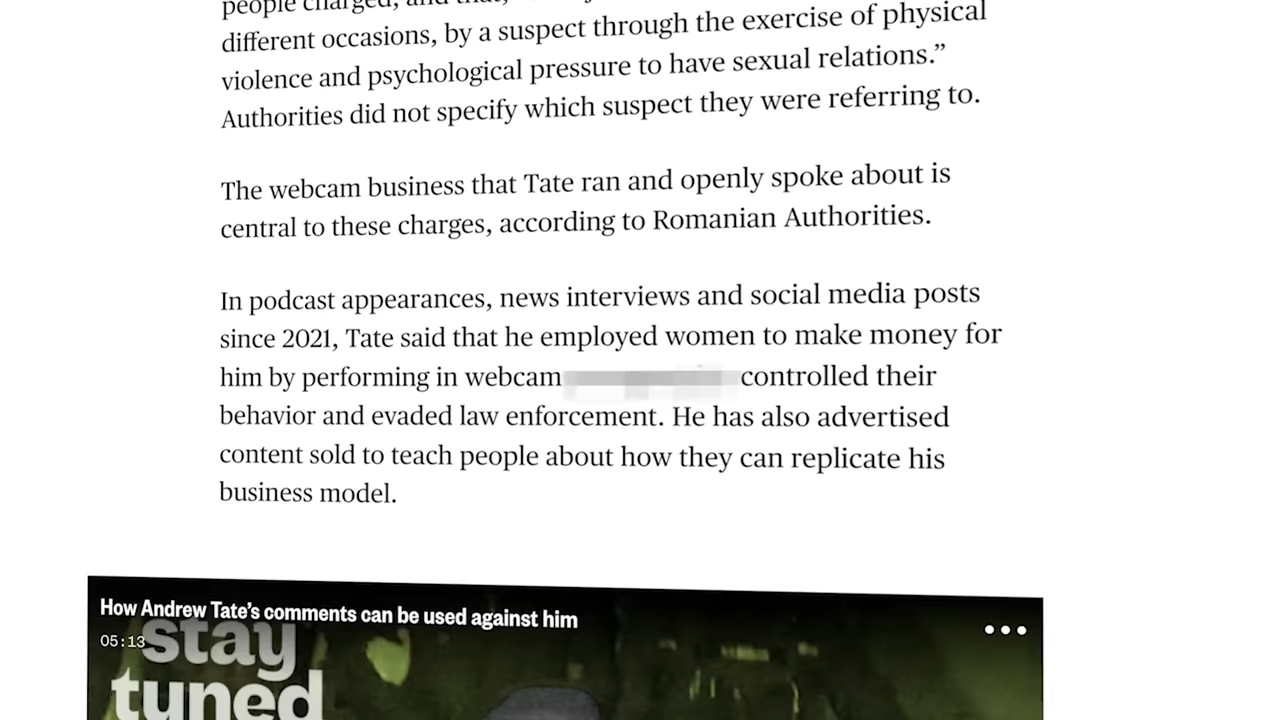 people charged, and that,
different occasions, by a suspect through the exercise of physical
violence and psychological pressure to have sexual relations.”
Authorities did not specify which suspect they were referring to.
The webcam business that Tate ran and openly spoke about is
central to these charges, according to Romanian Authorities.
In podcast appearances, news interviews and social media posts
since 2021, Tate said that he employed women to make money for
him by performing in webcam controlled their
behavior and evaded law enforcement. He has also advertised
content sold to teach people about how they can replicate his
business model.
How Andrew Tate’s comments can be used against him
05:13
stay
tuned